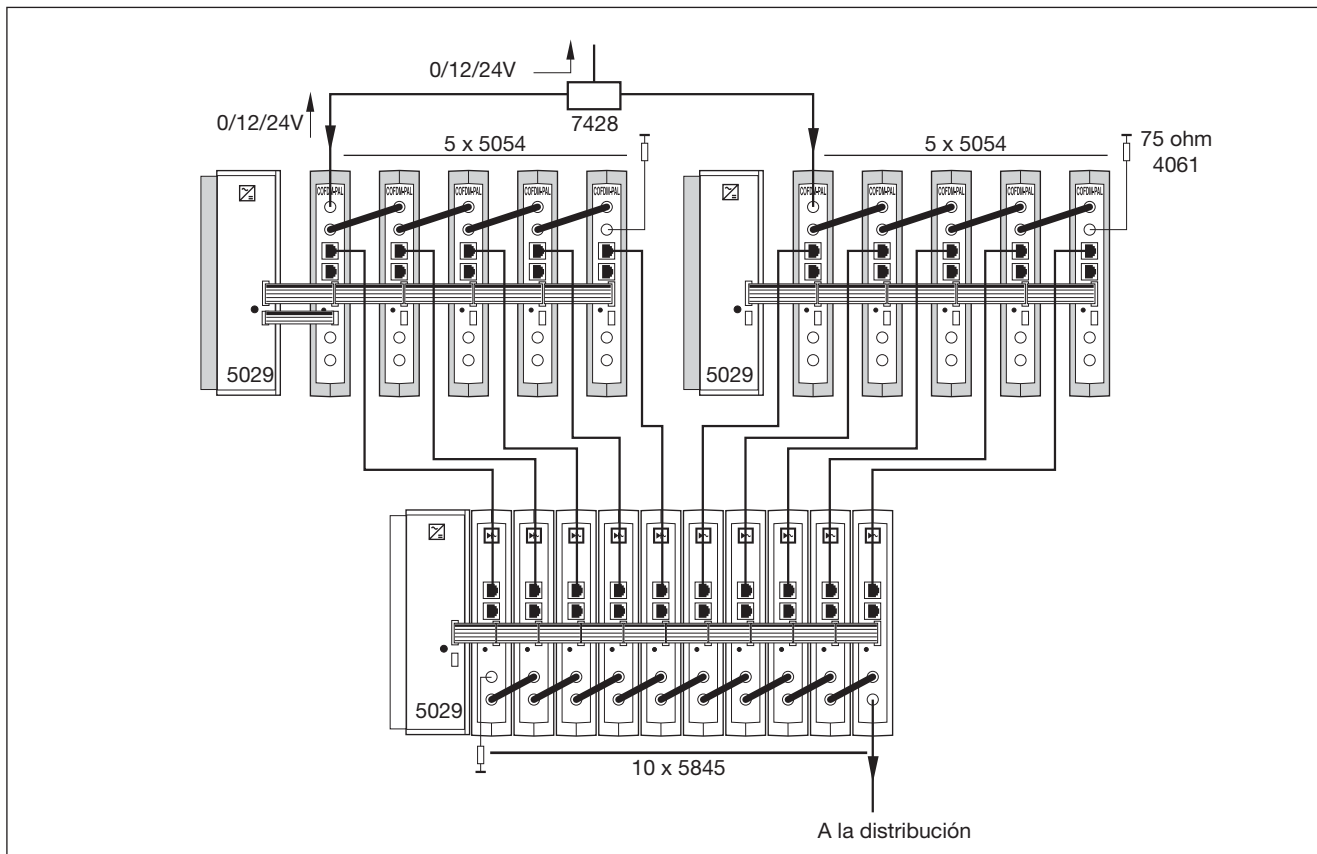 0/12/24V
0/12/24V
7428
5 x 5054
5 x 5054
75 ohm
4061
COFDM-PAL
COFDM-PAL
COFDM-PAL
COFDM-PAL
COFDM-PAL
COFDM-PAL
COFDM-PAL
COFDM-PAL
COFDM-PAL
COFDM-PAL
5029
5029
5029
10 x 5845
A la distribución